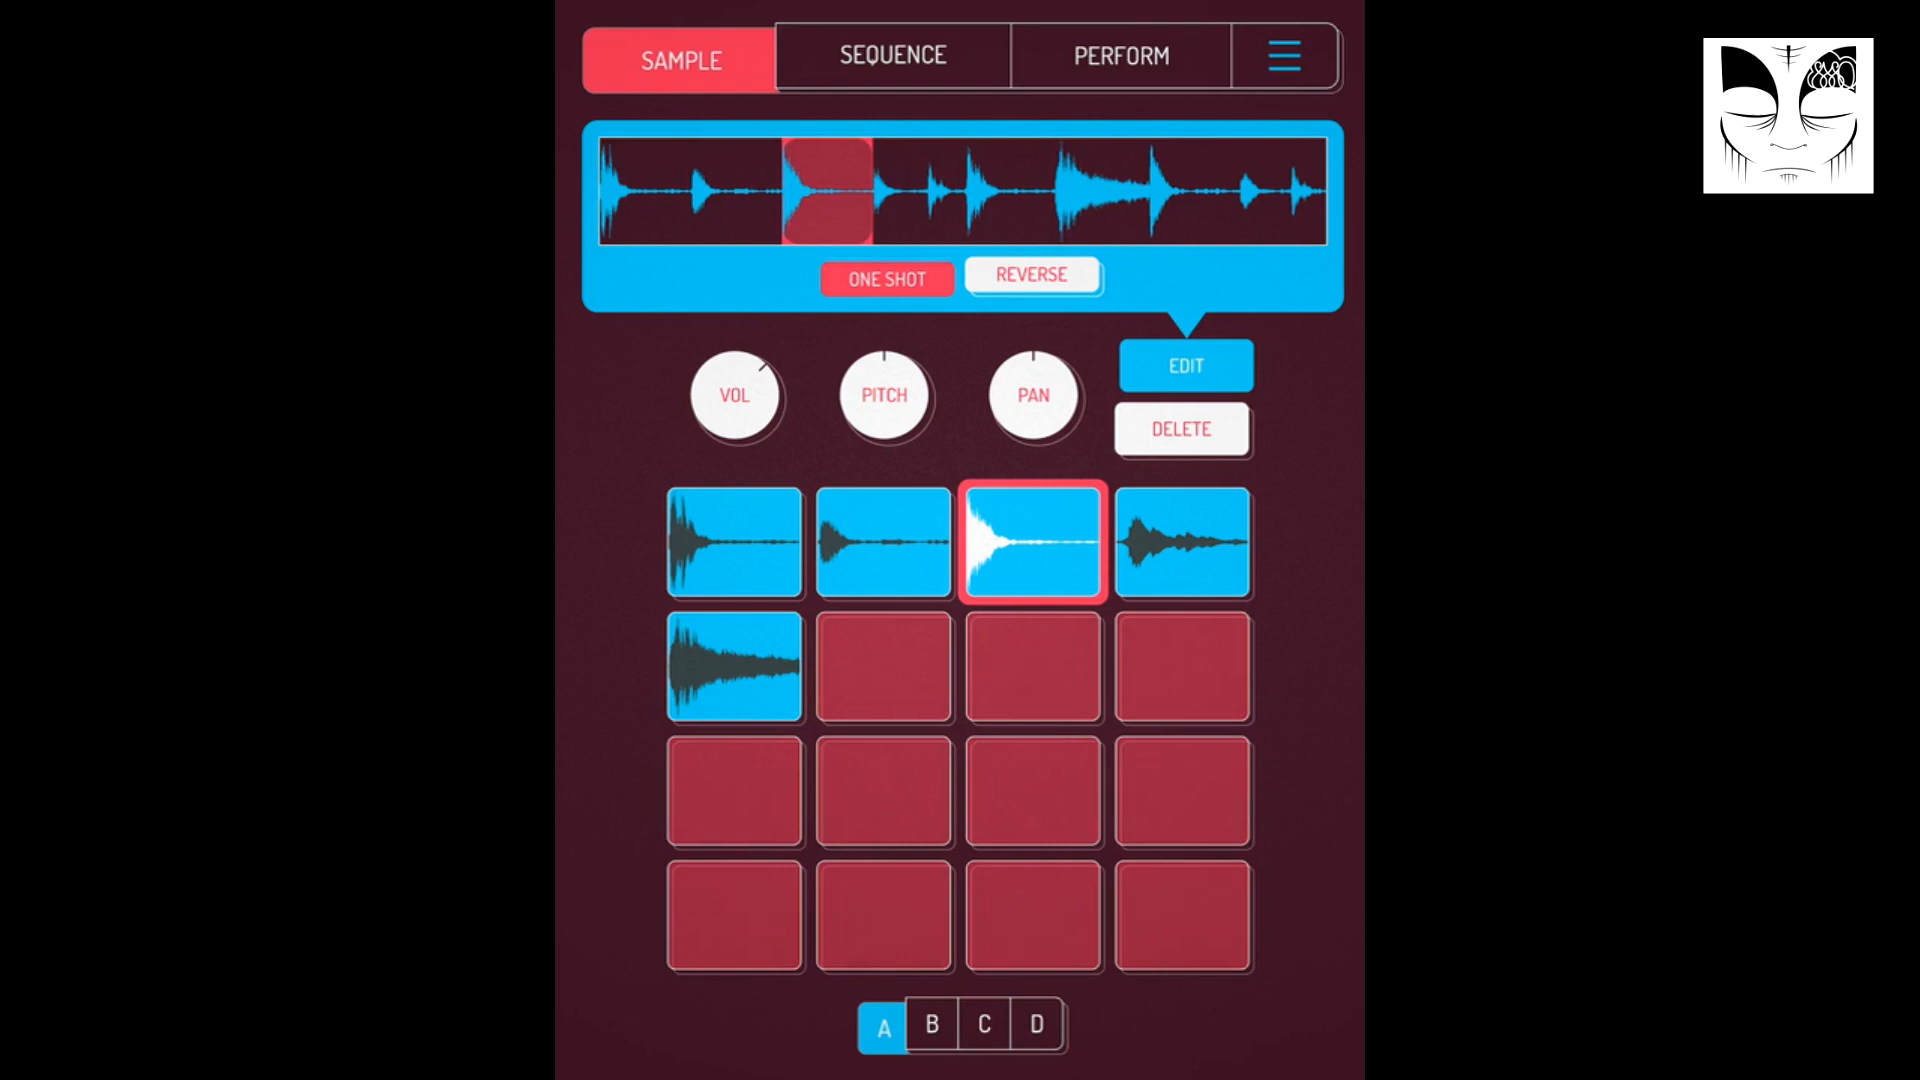 SAMPLE
SEQUENCE
PERFORM
ONE SHOT
REVERSE
VOL
PITCH
PAN
EDIT
DELETE
A
B
C
D